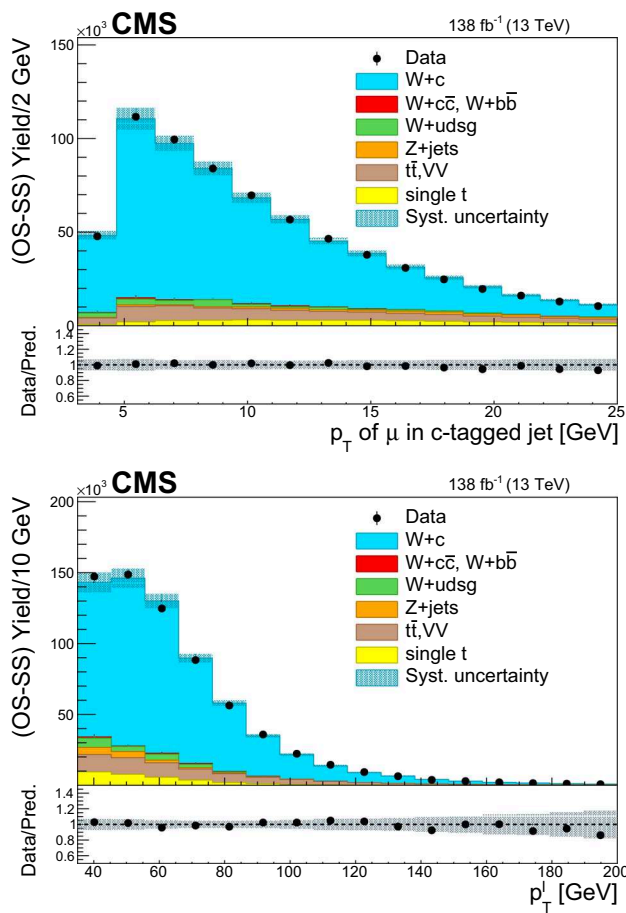 ×10³ CMS 138 fb⁻¹ (13 TeV)
150
100
50
0
(OS-SS) Yield/2 GeV
Data
W+c
W+cc̄, W+bb̄
W+udsg
Z+jets
tt̄,VV
single t
Syst. uncertainty
1.4
1.2
1
0.8
0.6
Data/Pred.
5 10 15 20 25
p_T of μ in c-tagged jet [GeV]
×10³ CMS 138 fb⁻¹ (13 TeV)
200
150
100
50
(OS-SS) Yield/10 GeV
Data
W+c
W+cc̄, W+bb̄
W+udsg
Z+jets
tt̄,VV
single t
Syst. uncertainty
1.4
1.2
1.0
0.8
0.6
Data/Pred.
40 60 80 100 120 140 160 180 200
p_T^l [GeV]